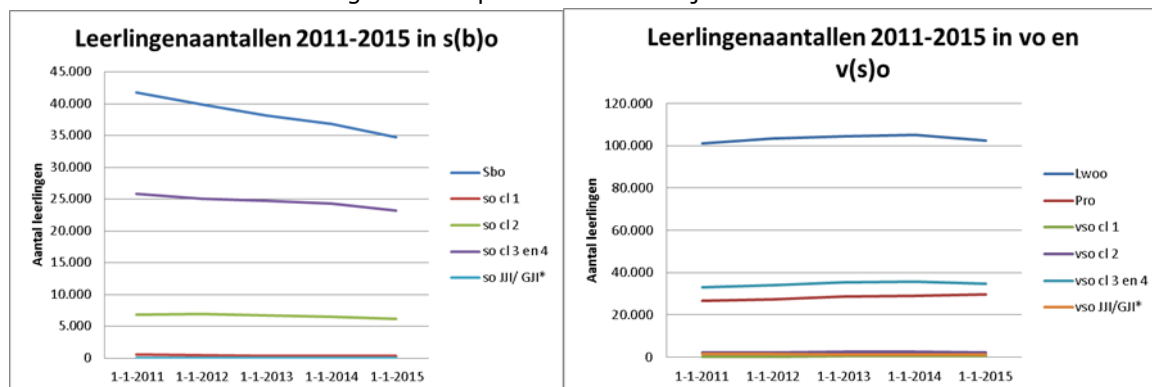 Leerlingenaantallen 2011-2015 in s(b)o
45.000
40.000
35.000
30.000
25.000
20.000
15.000
10.000
5.000
0
Aantal leerlingen
1-1-2011 1-1-2012 1-1-2013 1-1-2014 1-1-2015
Sbo
so cl 1
so cl 2
so cl 3 en 4
so JJI/ GJI*
Leerlingenaantallen 2011-2015 in vo en
v(s)o
120.000
100.000
80.000
60.000
40.000
20.000
0
Aantal leerlingen
1-1-2011 1-1-2012 1-1-2013 1-1-2014 1-1-2015
Lwoo
Pro
vso cl 1
vso cl 2
vso cl 3 en 4
vso JJI/GJI*